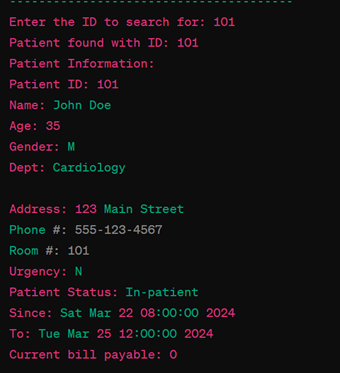 ----------------------------------------
Enter the ID to search for: 101
Patient found with ID: 101
Patient Information:
Patient ID: 101
Name: John Doe
Age: 35
Gender: M
Dept: Cardiology
Address: 123 Main Street
Phone #: 555-123-4567
Room #: 101
Urgency: N
Patient Status: In-patient
Since: Sat Mar 22 08:00:00 2024
To: Tue Mar 25 12:00:00 2024
Current bill payable: 0